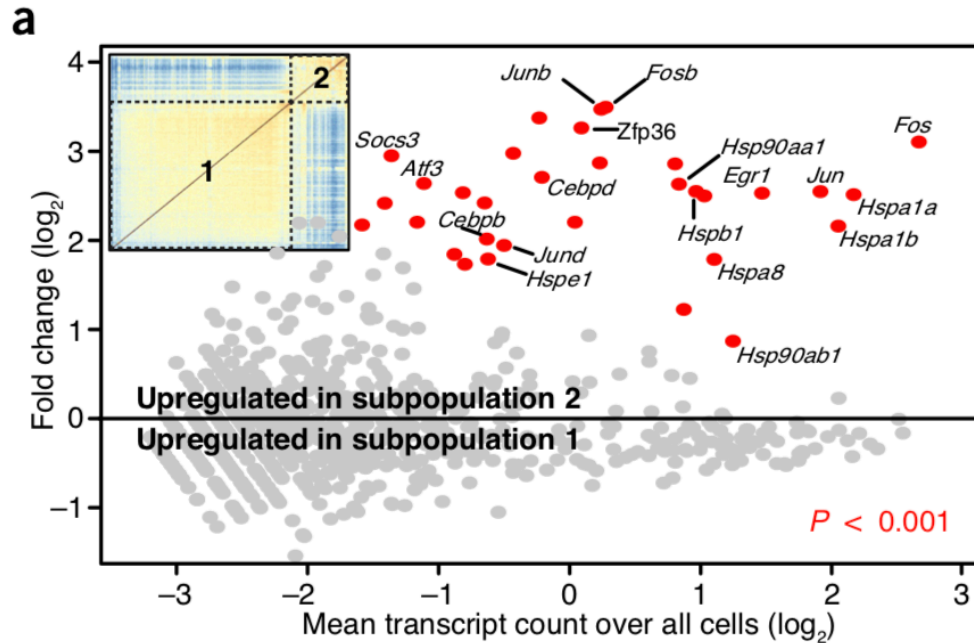 a
4
3
2
1
0
−1
Fold change (log2)
2
1
Junb
Fosb
Zfp36
Fos
Socs3
Atf3
Hsp90aa1
Cebpd
Egr1
Jun
Hspa1a
Cebpb
Hspb1
Hspa1b
Jund
Hspe1
Hspa8
Hsp90ab1
Upregulated in subpopulation 2
Upregulated in subpopulation 1
P < 0.001
−3 −2 −1 0 1 2 3
Mean transcript count over all cells (log2)